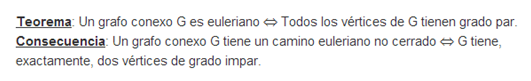 Teorema: Un grafo conexo G es euleriano ⇔ Todos los vértices de G tienen grado par.
Consecuencia: Un grafo conexo G tiene un camino euleriano no cerrado ⇔ G tiene,
exactamente, dos vértices de grado impar.